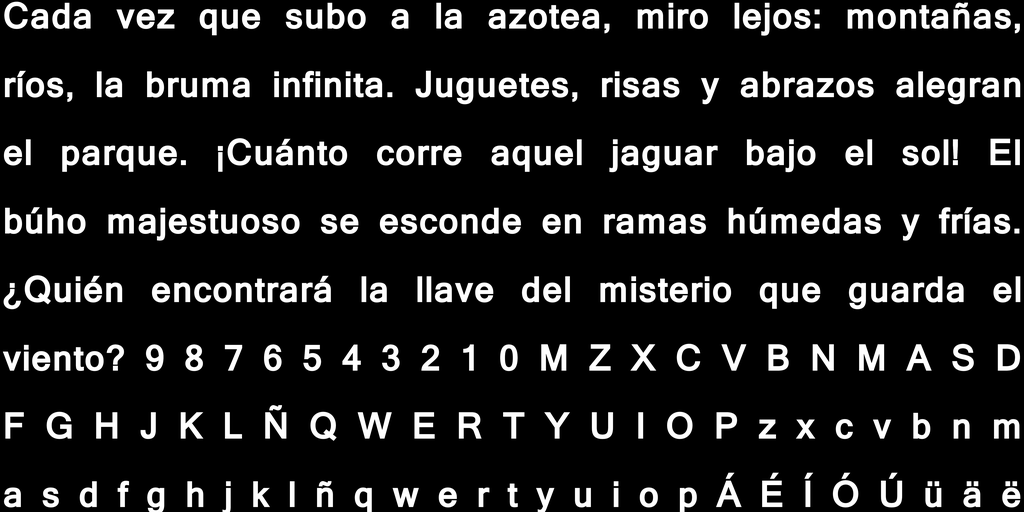 Cada vez que subo a la azotea, miro lejos: montañas,
ríos, la bruma infinita. Juguetes, risas y abrazos alegran
el parque. ¡Cuánto corre aquel jaguar bajo el sol! El
búho majestuoso se esconde en ramas húmedas y frías.
¿Quién encontrará la llave del misterio que guarda el
viento? 9 8 7 6 5 4 3 2 1 0 M Z X C V B N M A S D
F G H J K L Ñ Q W E R T Y U I O P z x c v b n m
a s d f g h j k l ñ q w e r t y u i o p Á É Í Ó Ú ü ä ë